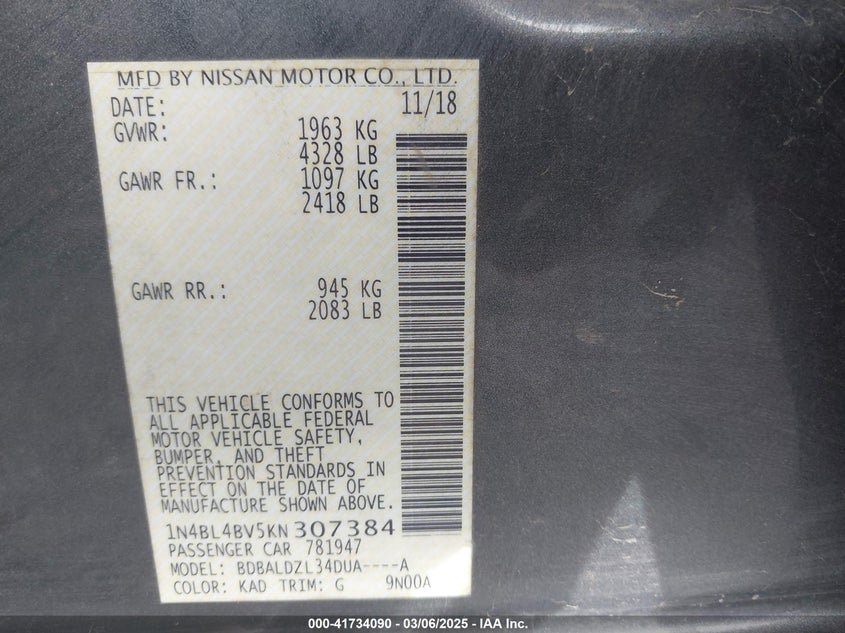 MFD BY NISSAN MOTOR CO., LTD.
DATE: 11/18
GVWR: 1963 KG
4328 LB
GAWR FR.: 1097 KG
2418 LB
GAWR RR.: 945 KG
2083 LB
THIS VEHICLE CONFORMS TO
ALL APPLICABLE FEDERAL
MOTOR VEHICLE SAFETY,
BUMPER, AND THEFT
PREVENTION STANDARDS IN
EFFECT ON THE DATE OF
MANUFACTURE SHOWN ABOVE.
1N4BL4BV5KN307384
PASSENGER CAR 781947
MODEL: BDBALDZL34DUA----A
COLOR: KAD TRIM: G 9N00A
000-41734090 - 03/06/2025 - IAA Inc.